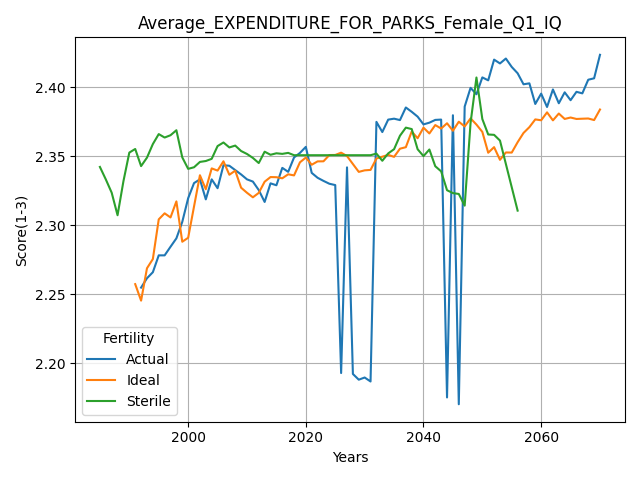 Average_EXPENDITURE_FOR_PARKS_Female_Q1_IQ
Score(1-3)
2.40
2.35
2.30
2.25
2.20
Fertility
Actual
Ideal
Sterile
2000
2020
2040
2060
Years